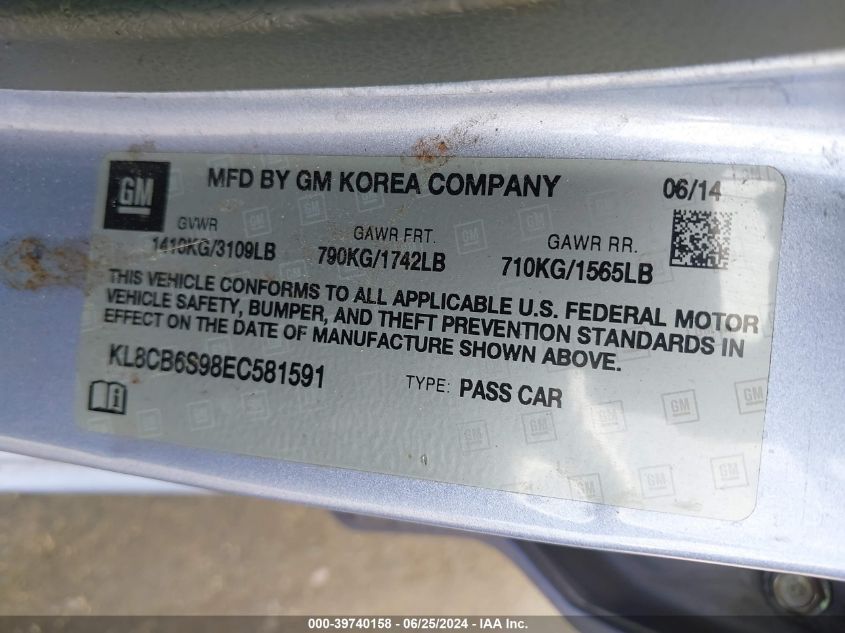 GM
MFD BY GM KOREA COMPANY 06/14
GVWR GAWR FRT. GAWR RR.
1410KG/3109LB 790KG/1742LB 710KG/1565LB
THIS VEHICLE CONFORMS TO ALL APPLICABLE U.S. FEDERAL MOTOR
VEHICLE SAFETY, BUMPER, AND THEFT PREVENTION STANDARDS IN
EFFECT ON THE DATE OF MANUFACTURE SHOWN ABOVE.
KL8CB6S98EC581591 TYPE: PASS CAR
000-39740158 - 06/25/2024 - IAA Inc.